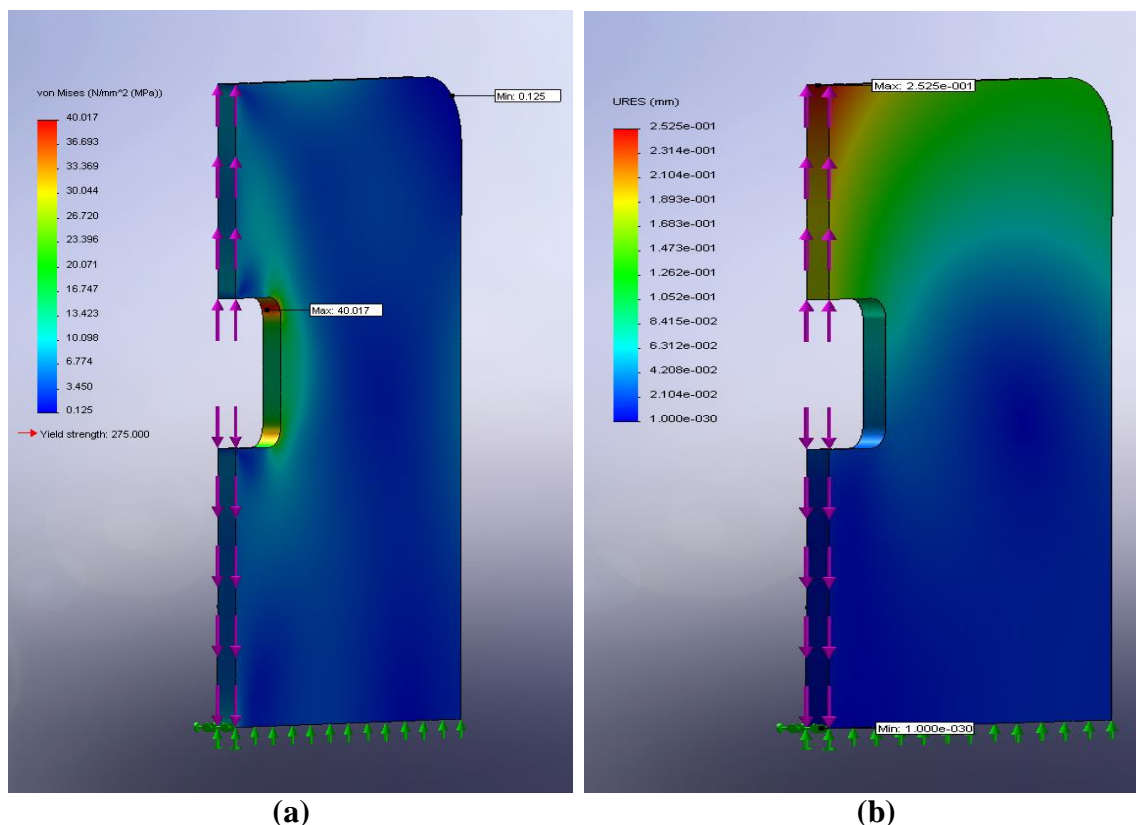 von Mises (N/mm^2 (MPa))
40.017
36.693
33.369
30.044
26.720
23.396
20.071
16.747
13.423
10.098
6.774
3.450
0.125
Yield strength: 275.000
Min: 0.125
Max: 40.017
(a)
URES (mm)
2.525e-001
2.314e-001
2.104e-001
1.893e-001
1.683e-001
1.473e-001
1.262e-001
1.052e-001
8.415e-002
6.312e-002
4.208e-002
2.104e-002
1.000e-030
Max: 2.525e-001
Min: 1.000e-030
(b)